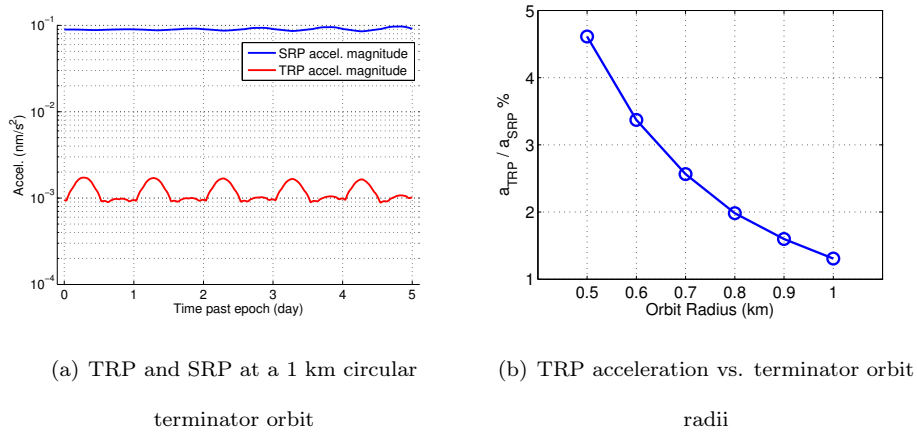 10⁻¹
10⁻²
10⁻³
10⁻⁴
Accel. (nm/s²)
SRP accel. magnitude
TRP accel. magnitude
0 1 2 3 4 5
Time past epoch (day)
5
4
3
2
1
a_TRP / a_SRP %
0.5 0.6 0.7 0.8 0.9 1
Orbit Radius (km)
(a) TRP and SRP at a 1 km circular
terminator orbit
(b) TRP acceleration vs. terminator orbit
radii